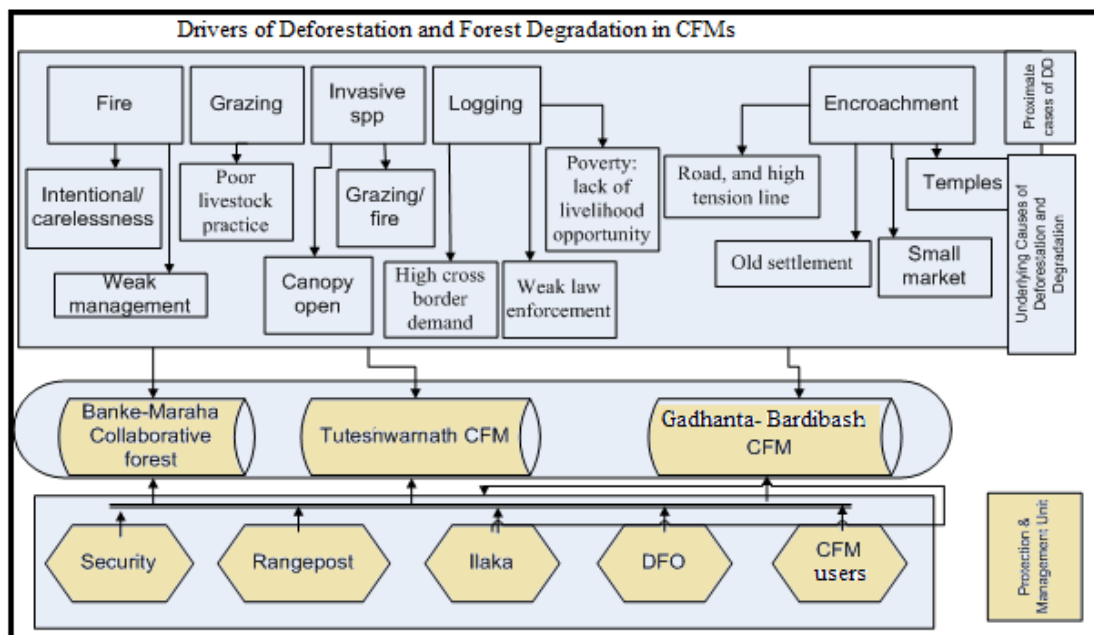 Drivers of Deforestation and Forest Degradation in CFMs
Fire
Grazing
Invasive
spp
Logging
Encroachment
Proximate
cases of DD
Intentional/
carelessness
Poor
livestock
practice
Grazing/
fire
Poverty:
lack of
livelihood
opportunity
Road, and high
tension line
Temples
Weak
management
Canopy
open
High cross
border
demand
Weak law
enforcement
Old settlement
Small
market
Underlying Causes of
Deforestation and
Degradation
Banke-Maraha
Collaborative
forest
Tuteshwarnath CFM
Gadhanta- Bardibash
CFM
Security
Rangepost
Ilaka
DFO
CFM
users
Protection &
Management Unit